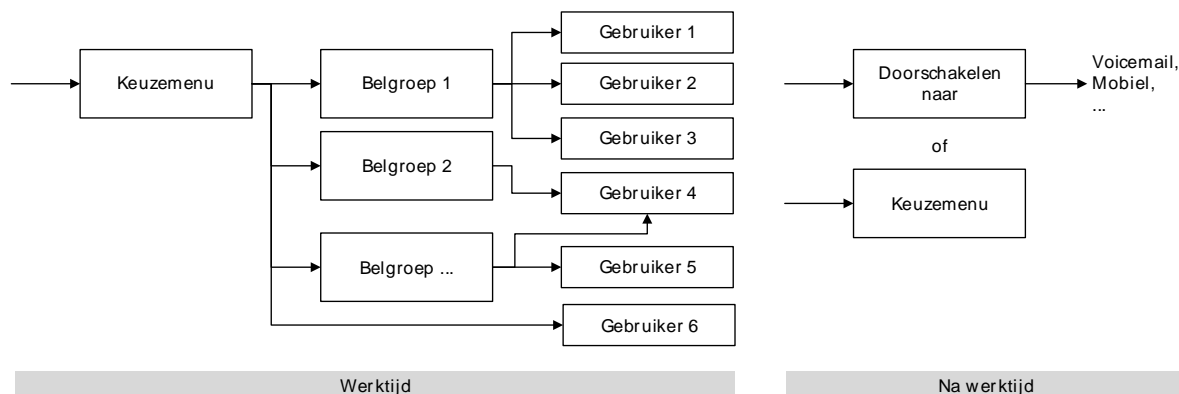 Keuzemenu
Belgroep 1
Belgroep 2
Belgroep ...
Gebruiker 1
Gebruiker 2
Gebruiker 3
Gebruiker 4
Gebruiker 5
Gebruiker 6
Werktijd
Doorschakelen
naar
Voicemail,
Mobiel,
...
of
Keuzemenu
Na werktijd